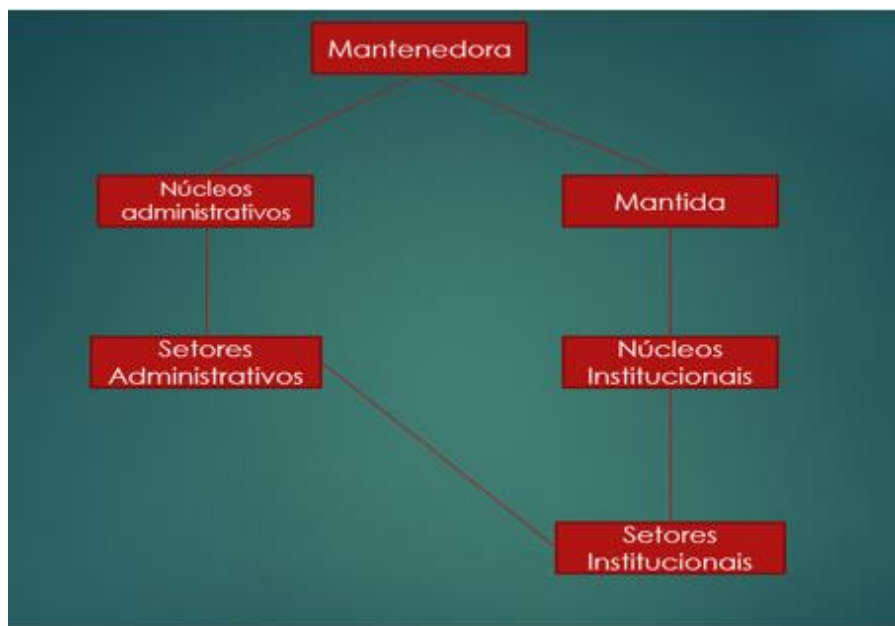 Mantenedora
Núcleos
administrativos
Mantida
Setores
Administrativos
Núcleos
Institucionais
Setores
Institucionais